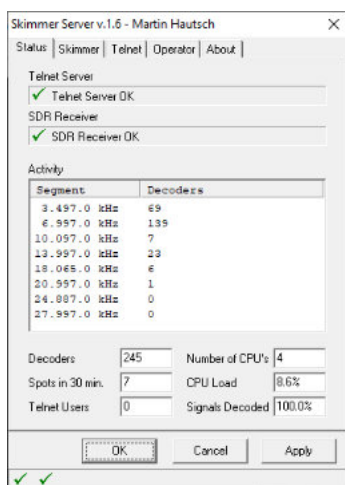 Skimmer Server v.1.6 - Martin Hautsch
Status Skimmer Telnet Operator About
Telnet Server
Telnet Server OK
SDR Receiver
SDR Receiver OK
Activity
Segment Decoders
3.497.0 kHz 69
6.997.0 kHz 139
10.097.0 kHz 7
13.997.0 kHz 23
18.065.0 kHz 6
20.997.0 kHz 1
24.887.0 kHz 0
27.997.0 kHz 0
Decoders 245 Number of CPU's 4
Spots in 30 min. 7 CPU Load 8.6%
Telnet Users 0 Signals Decoded 100.0%
OK Cancel Apply